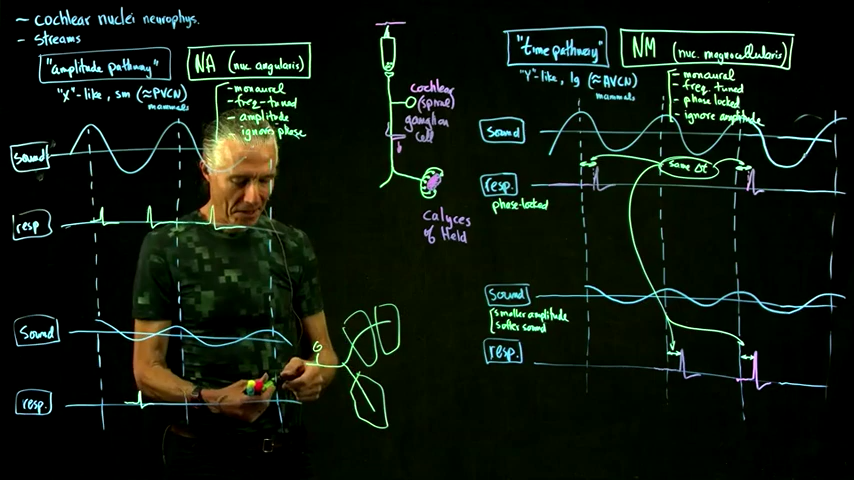 ~ cochlear nuclei neurophys.
- streams
"amplitude pathway"
NA (nuc. angularis)
"X"-like, sm (≈PVCN)
mammals
- monaural
- freq-tuned
- amplitude
- ignore phase
Sound
resp
Sound
resp.
cochlear
(spiral)
ganglion
cell
calyces
of Held
"time pathway"
NM (nuc. magnocellularis)
"Y"-like, lg (≈AVCN)
mammals
- monaural
- freq. tuned
- phase locked
- ignore amplitude
Sound
same Δt
resp.
phase-locked
Sound
smaller amplitude
softer sound
resp.